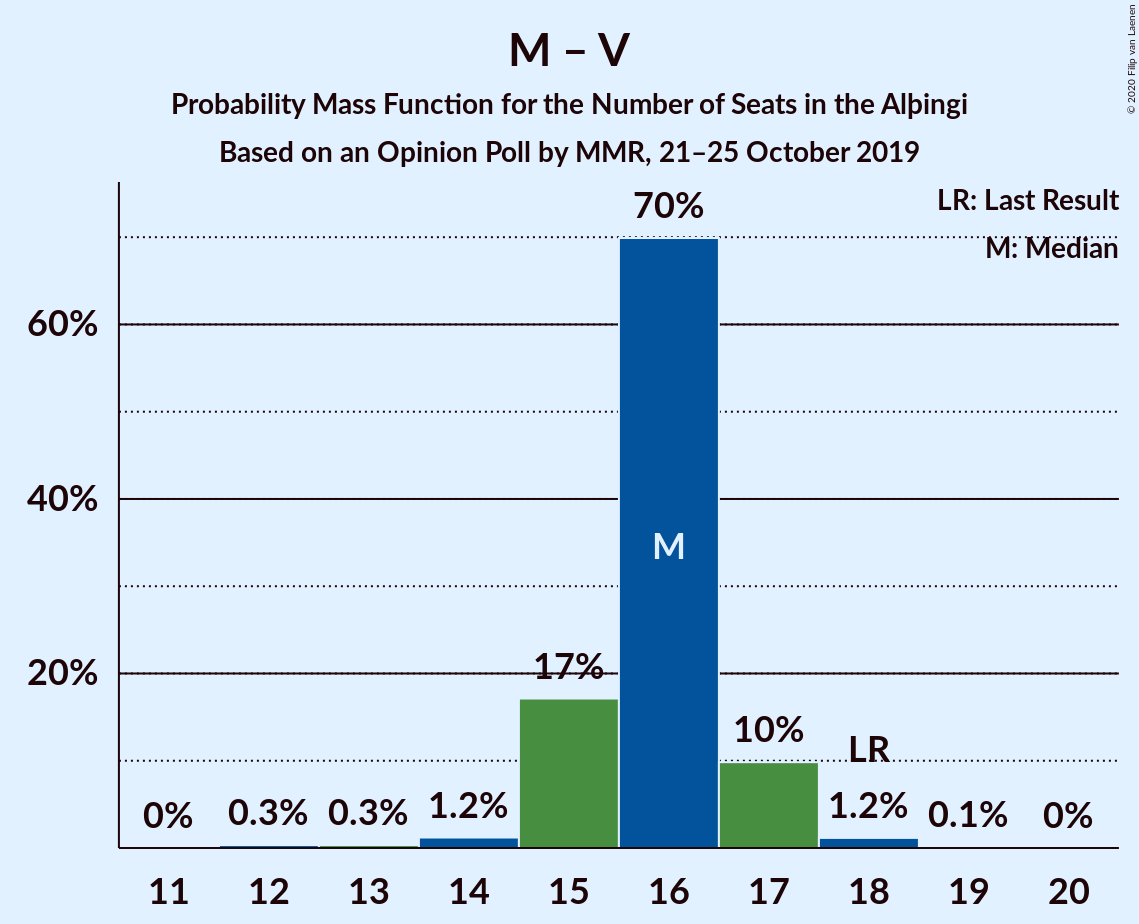 M – V
Probability Mass Function for the Number of Seats in the Alþingi
Based on an Opinion Poll by MMR, 21–25 October 2019
© 2020 Filip van Laenen
LR: Last Result
M: Median
70%
60%
40%
M
20%
17%
10%
LR
0%
0.3%
0.3%
1.2%
1.2%
0.1%
0%
11
12
13
14
15
16
17
18
19
20